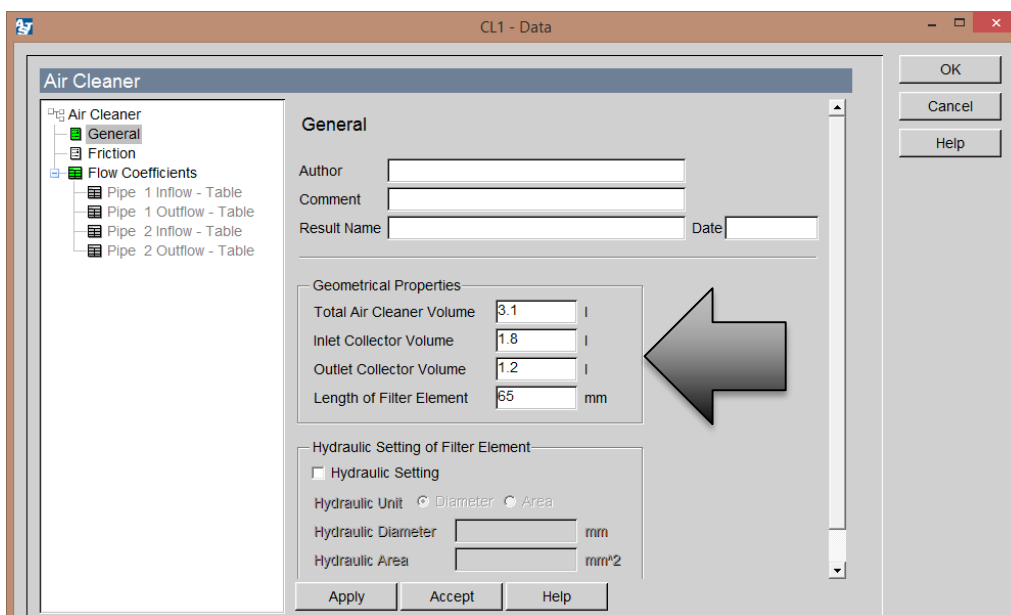 AST
CL1 - Data
OK
Cancel
Help
Air Cleaner
Air Cleaner
General
Friction
Flow Coefficients
Pipe 1 Inflow - Table
Pipe 1 Outflow - Table
Pipe 2 Inflow - Table
Pipe 2 Outflow - Table
General
Author
Comment
Result Name Date
Geometrical Properties
Total Air Cleaner Volume 3.1 l
Inlet Collector Volume 1.8 l
Outlet Collector Volume 1.2 l
Length of Filter Element 65 mm
Hydraulic Setting of Filter Element
Hydraulic Setting
Hydraulic Unit Diameter Area
Hydraulic Diameter mm
Hydraulic Area mm^2
Apply Accept Help